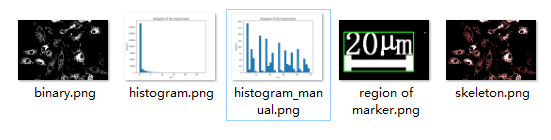 20μm
binary.png
histogram.png
histogram_man
ual.png
region of
marker.png
skeleton.png